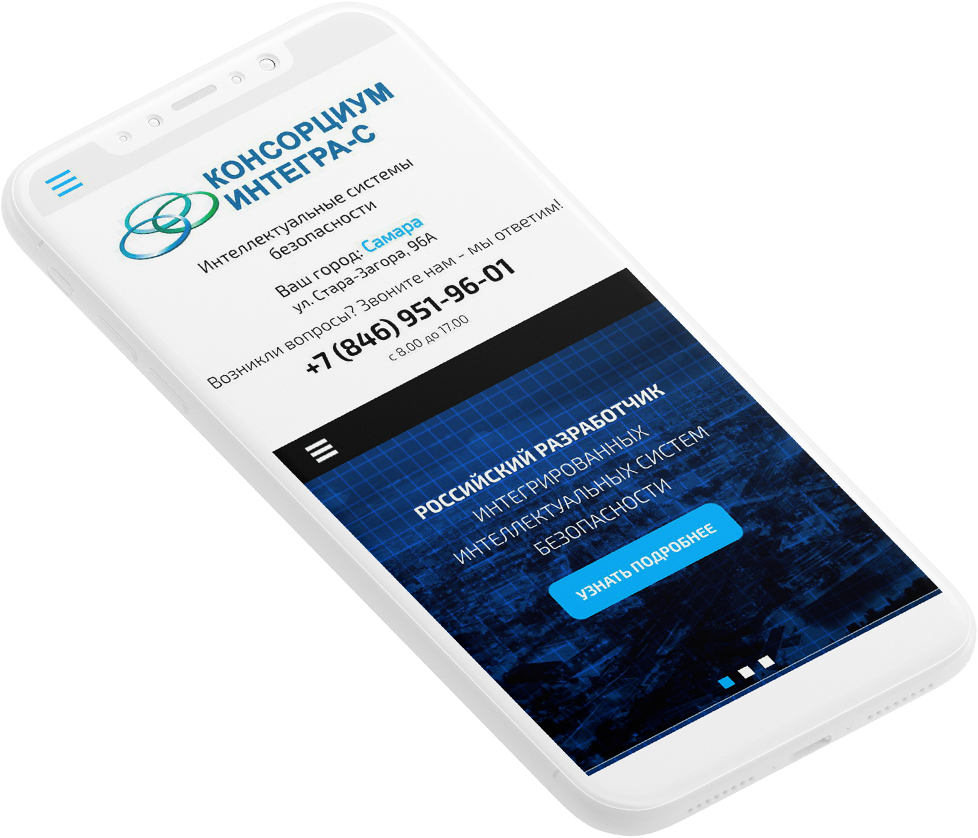 КОНСОРЦИУМ
ИНТЕГРА-С
Интеллектуальные системы
безопасности
Ваш город: Самара
ул. Стара-Загора, 96А
Возникли вопросы? Звоните нам - мы ответим!
+7 (846) 951-96-01
с 8.00 до 17.00
РОССИЙСКИЙ РАЗРАБОТЧИК
ИНТЕГРИРОВАННЫХ
ИНТЕЛЛЕКТУАЛЬНЫХ СИСТЕМ
БЕЗОПАСНОСТИ
УЗНАТЬ ПОДРОБНЕЕ